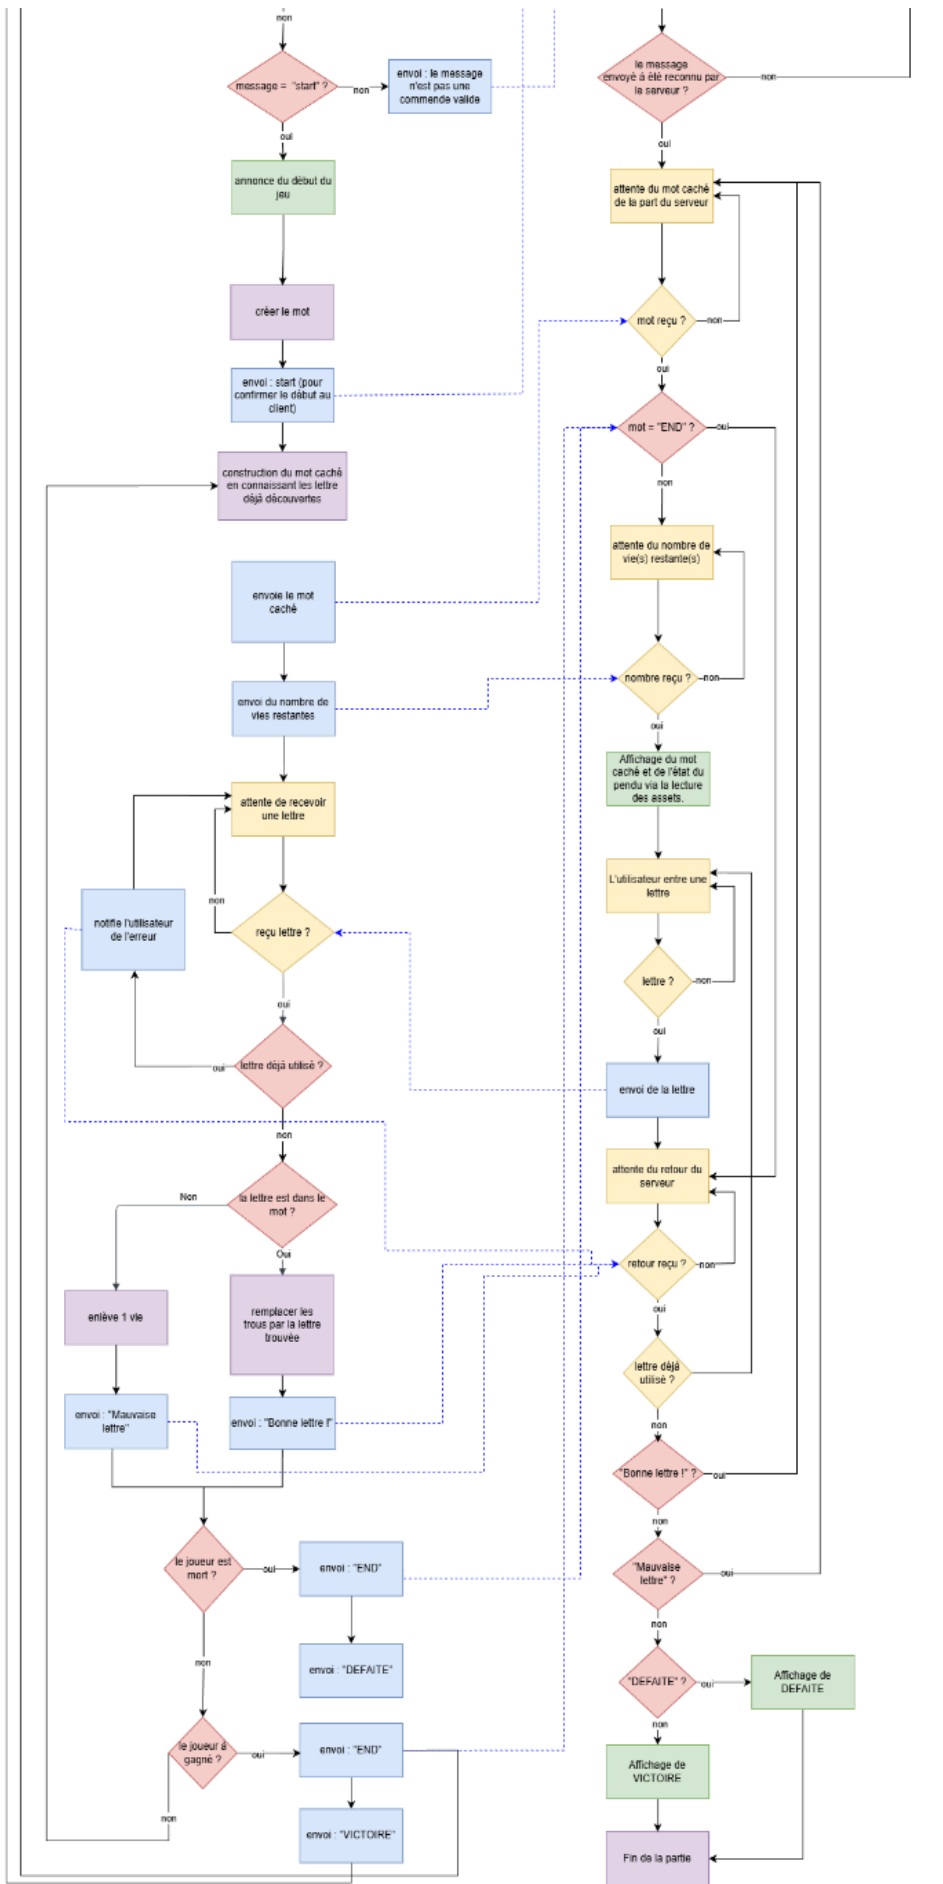 non
message = "start" ?
non
envoi : le message
n'est pas une
commende valide
oui
annonce du début du
jeu
créer le mot
envoi : start (pour
confirmer le début au
client)
construction du mot caché
en connaissant les lettre
déjà découvertes
envoie le mot
caché
envoi du nombre de
vies restantes
attente de recevoir
une lettre
non
notifie l'utilisateur
de l'erreur
reçu lettre ?
oui
lettre déjà utilisé ?
oui
non
la lettre est dans le
mot ?
Non
Oui
enlève 1 vie
remplacer les
trous par la lettre
trouvée
envoi : "Mauvaise
lettre"
envoi : "Bonne lettre !"
le joueur est
mort ?
oui
envoi : "END"
envoi : "DEFAITE"
non
le joueur à
gagné ?
oui
envoi : "END"
non
envoi : "VICTOIRE"
le message
envoyé à été reconnu par
le serveur ?
non
oui
attente du mot caché
de la part du serveur
mot reçu ?
non
oui
mot = "END" ?
oui
non
attente du nombre de
vie(s) restante(s)
nombre reçu ?
non
oui
Affichage du mot
caché et de l'état du
pendu via la lecture
des assets.
L'utilisateur entre une
lettre
lettre ?
non
oui
envoi de la lettre
attente du retour du
serveur
retour reçu ?
non
oui
lettre déjà
utilisé ?
non
"Bonne lettre !" ?
oui
non
"Mauvaise
lettre" ?
oui
non
"DEFAITE" ?
oui
Affichage de
DEFAITE
non
Affichage de
VICTOIRE
Fin de la partie